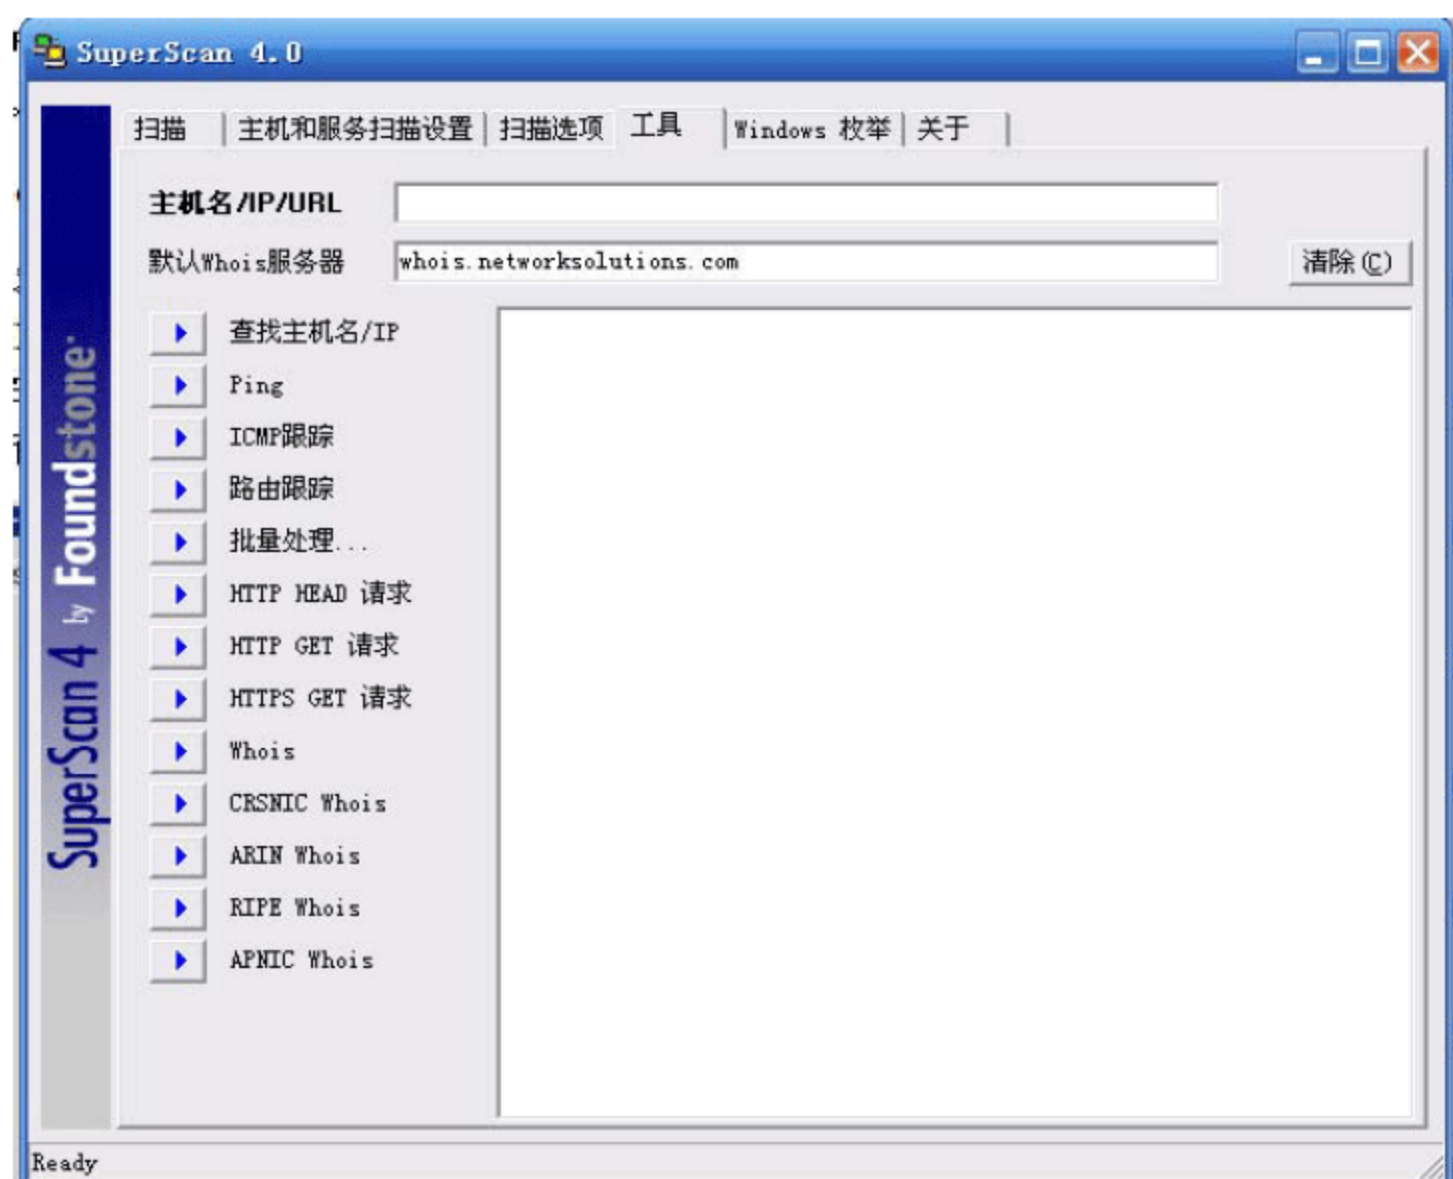 SuperScan 4.0
扫描 主机和服务扫描设置 扫描选项 工具 Windows 枚举 关于
主机名/IP/URL
默认Whois服务器 whois.networksolutions.com 清除(C)
查找主机名/IP
Ping
ICMP跟踪
路由跟踪
批量处理...
HTTP HEAD 请求
HTTP GET 请求
HTTPS GET 请求
Whois
CRSNIC Whois
ARIN Whois
RIPE Whois
APNIC Whois
SuperScan 4 by Foundstone
Ready